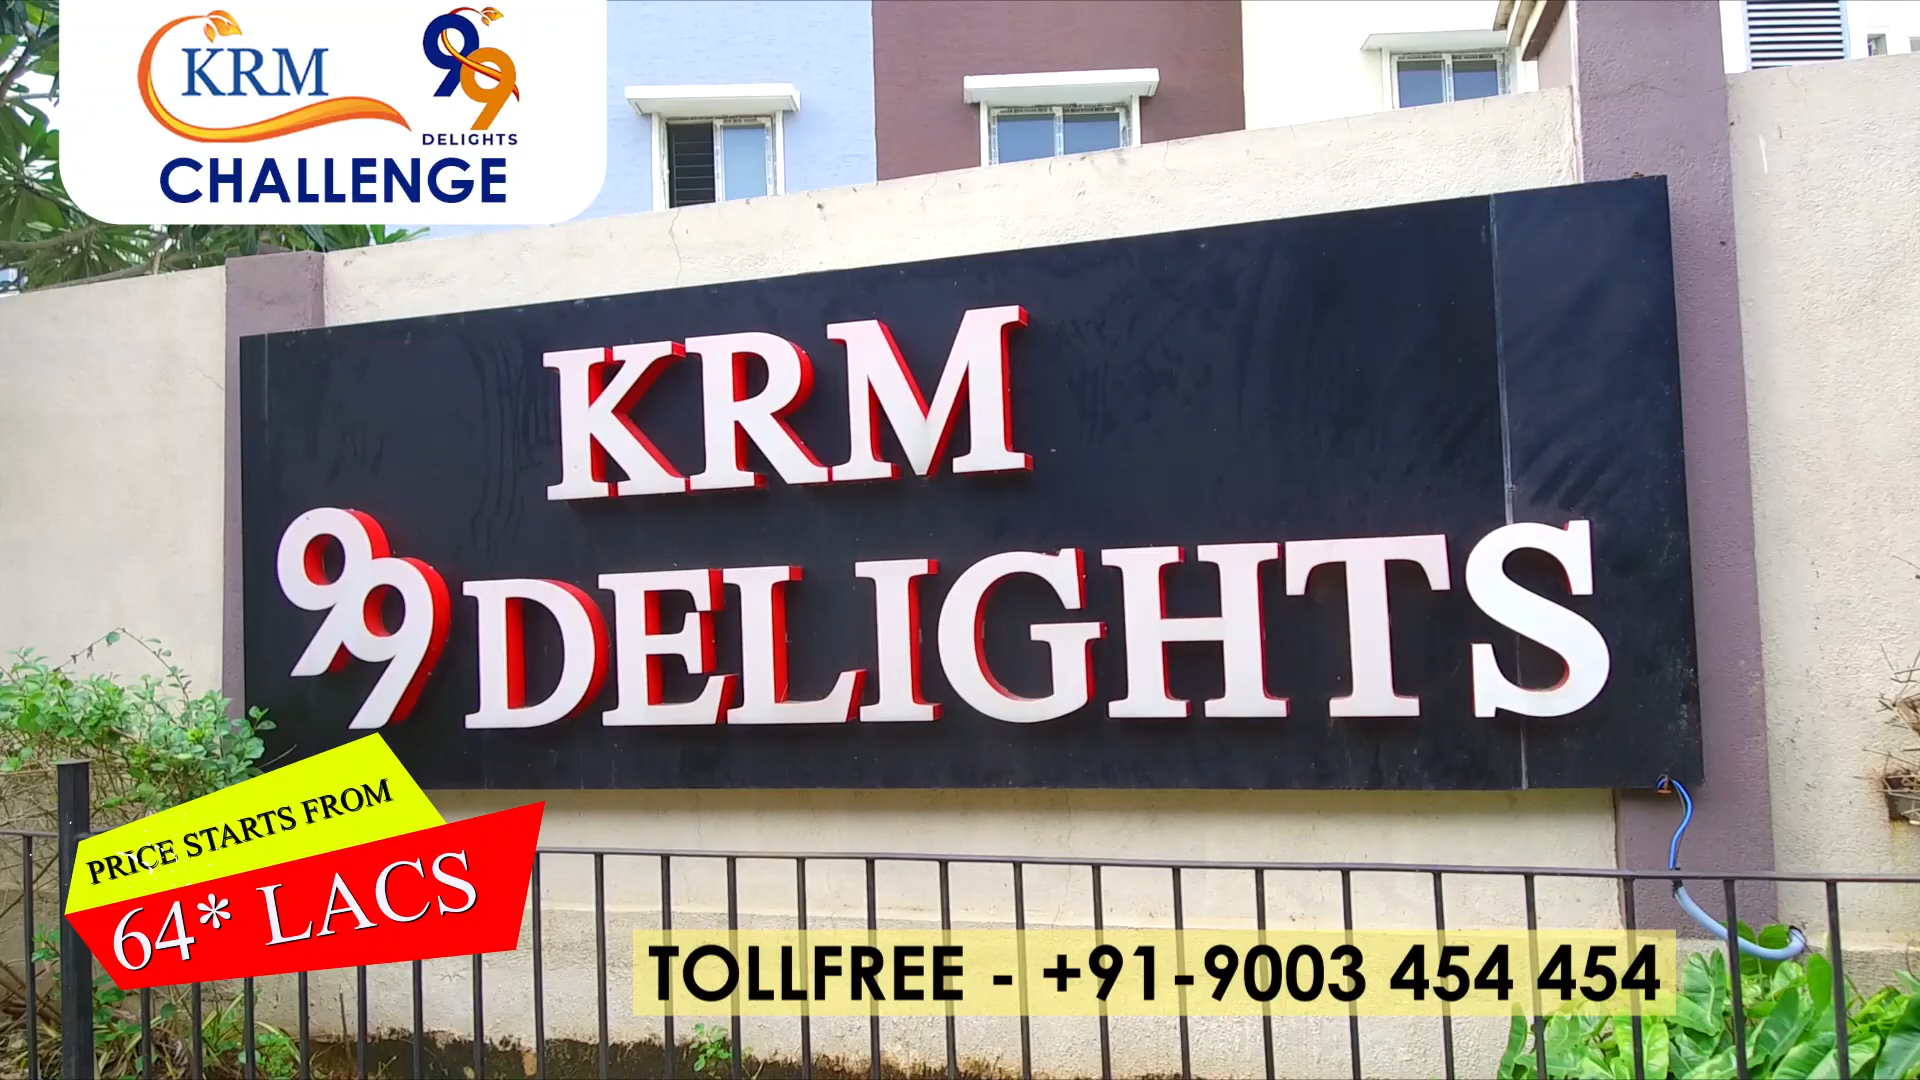 KRM
99
DELIGHTS
CHALLENGE
KRM
99 DELIGHTS
PRICE STARTS FROM
64* LACS
TOLLFREE - +91-9003 454 454